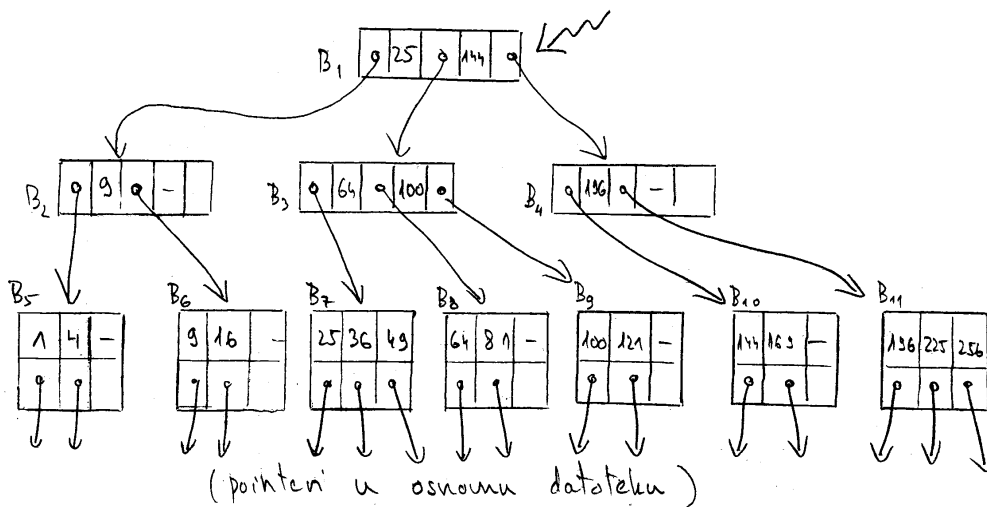 B1 25 144
B2 9 -
B3 64 100
B4 196 -
B5 1 4 -
B6 9 16 -
B7 25 36 49
B8 64 81 -
B9 100 121 -
B10 144 169 -
B11 196 225 256
(pointeri u osnovnu datoteku)